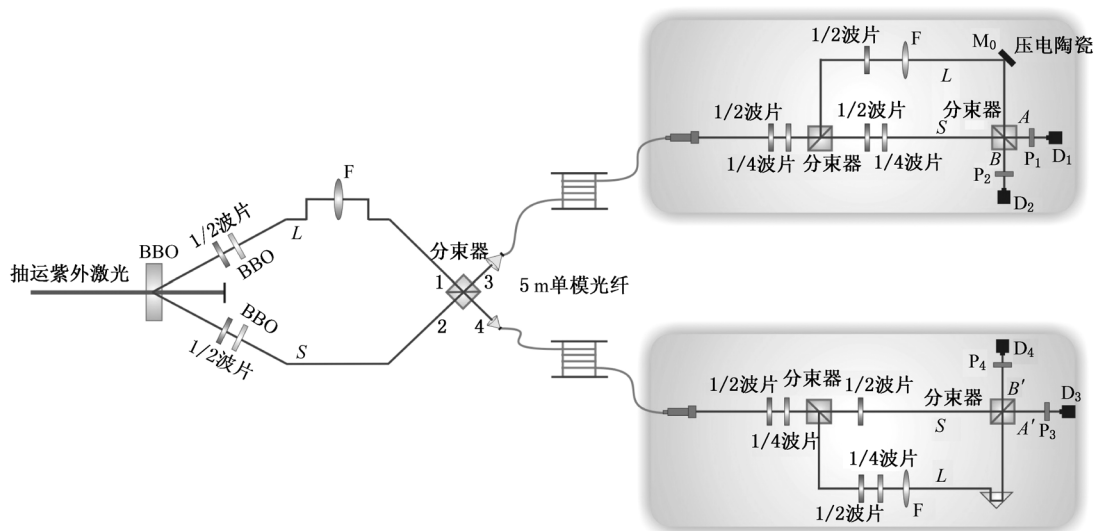 1/2波片
F
M₀
压电陶瓷
L
1/2波片
1/2波片
分束器
A
S
1/4波片
分束器
1/4波片
B
P₁
D₁
P₂
D₂
F
1/2波片
L
BBO
BBO
分束器
抽运紫外激光
1
3
5 m单模光纤
2
4
BBO
1/2波片
S
D₄
P₄
1/2波片
分束器
1/2波片
分束器
B′
D₃
S
A′
P₃
1/4波片
1/4波片
L
1/2波片
F